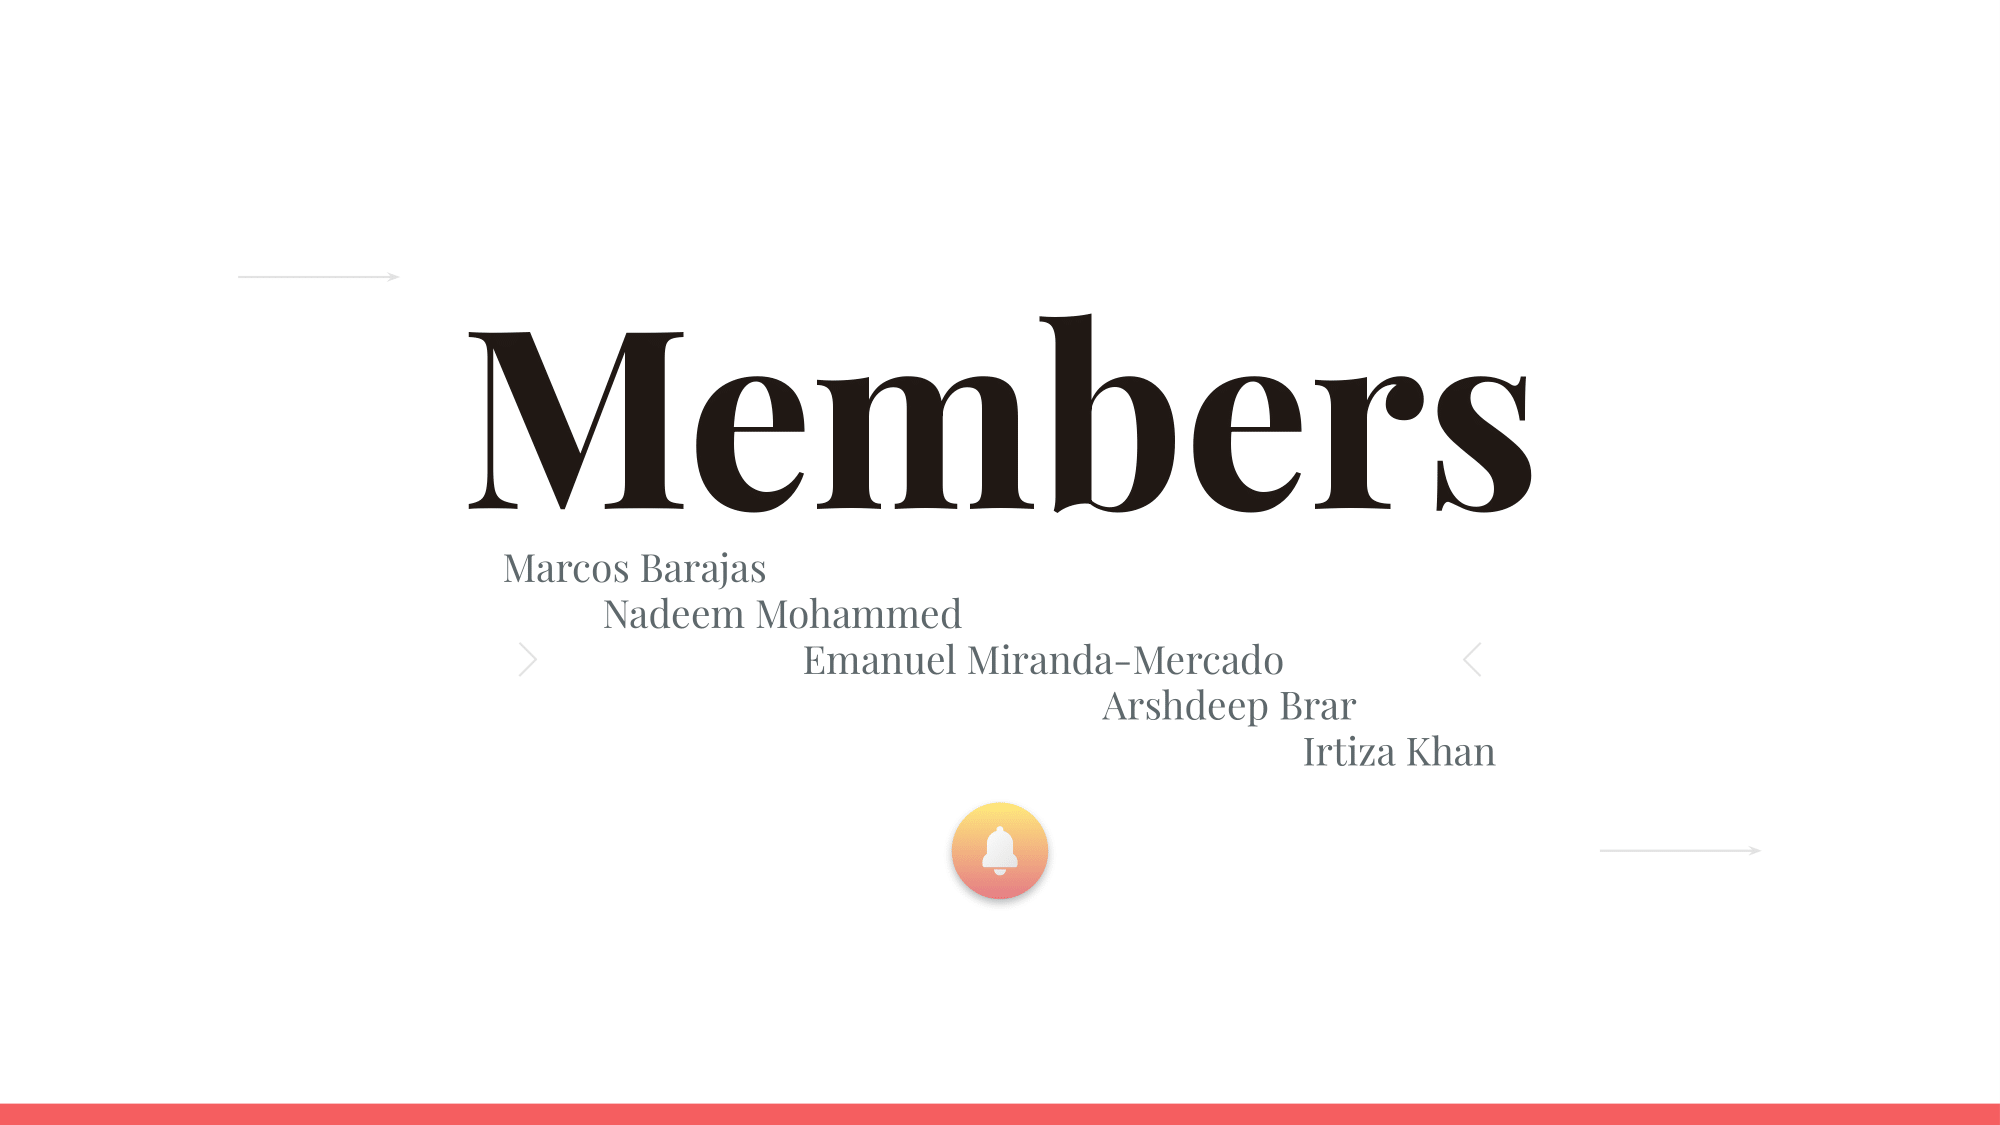 Members
Marcos Barajas
Nadeem Mohammed
Emanuel Miranda-Mercado
Arshdeep Brar
Irtiza Khan